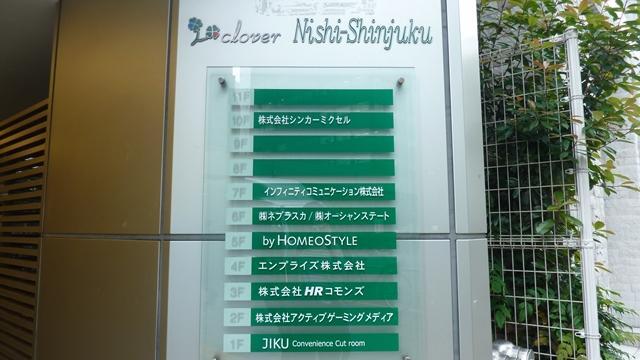 clover Nishi-Shinjuku
11F
10F 株式会社シンカーミクセル
9F
8F
7F インフィニティコミュニケーション株式会社
6F ㈱ネブラスカ / ㈱オーシャンステート
5F by HOMEOSTYLE
4F エンプライズ株式会社
3F 株式会社HRコモンズ
2F 株式会社アクティブゲーミングメディア
1F JIKU Convenience Cut room